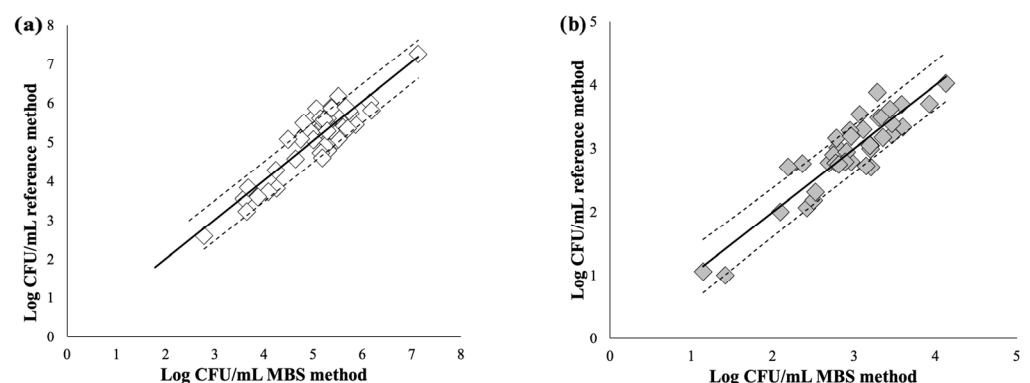 (a)
8
7
6
5
4
3
2
1
0
Log CFU/mL reference method
0 1 2 3 4 5 6 7 8
Log CFU/mL MBS method
(b)
5
4
3
2
1
0
Log CFU/mL reference method
0 1 2 3 4 5
Log CFU/mL MBS method